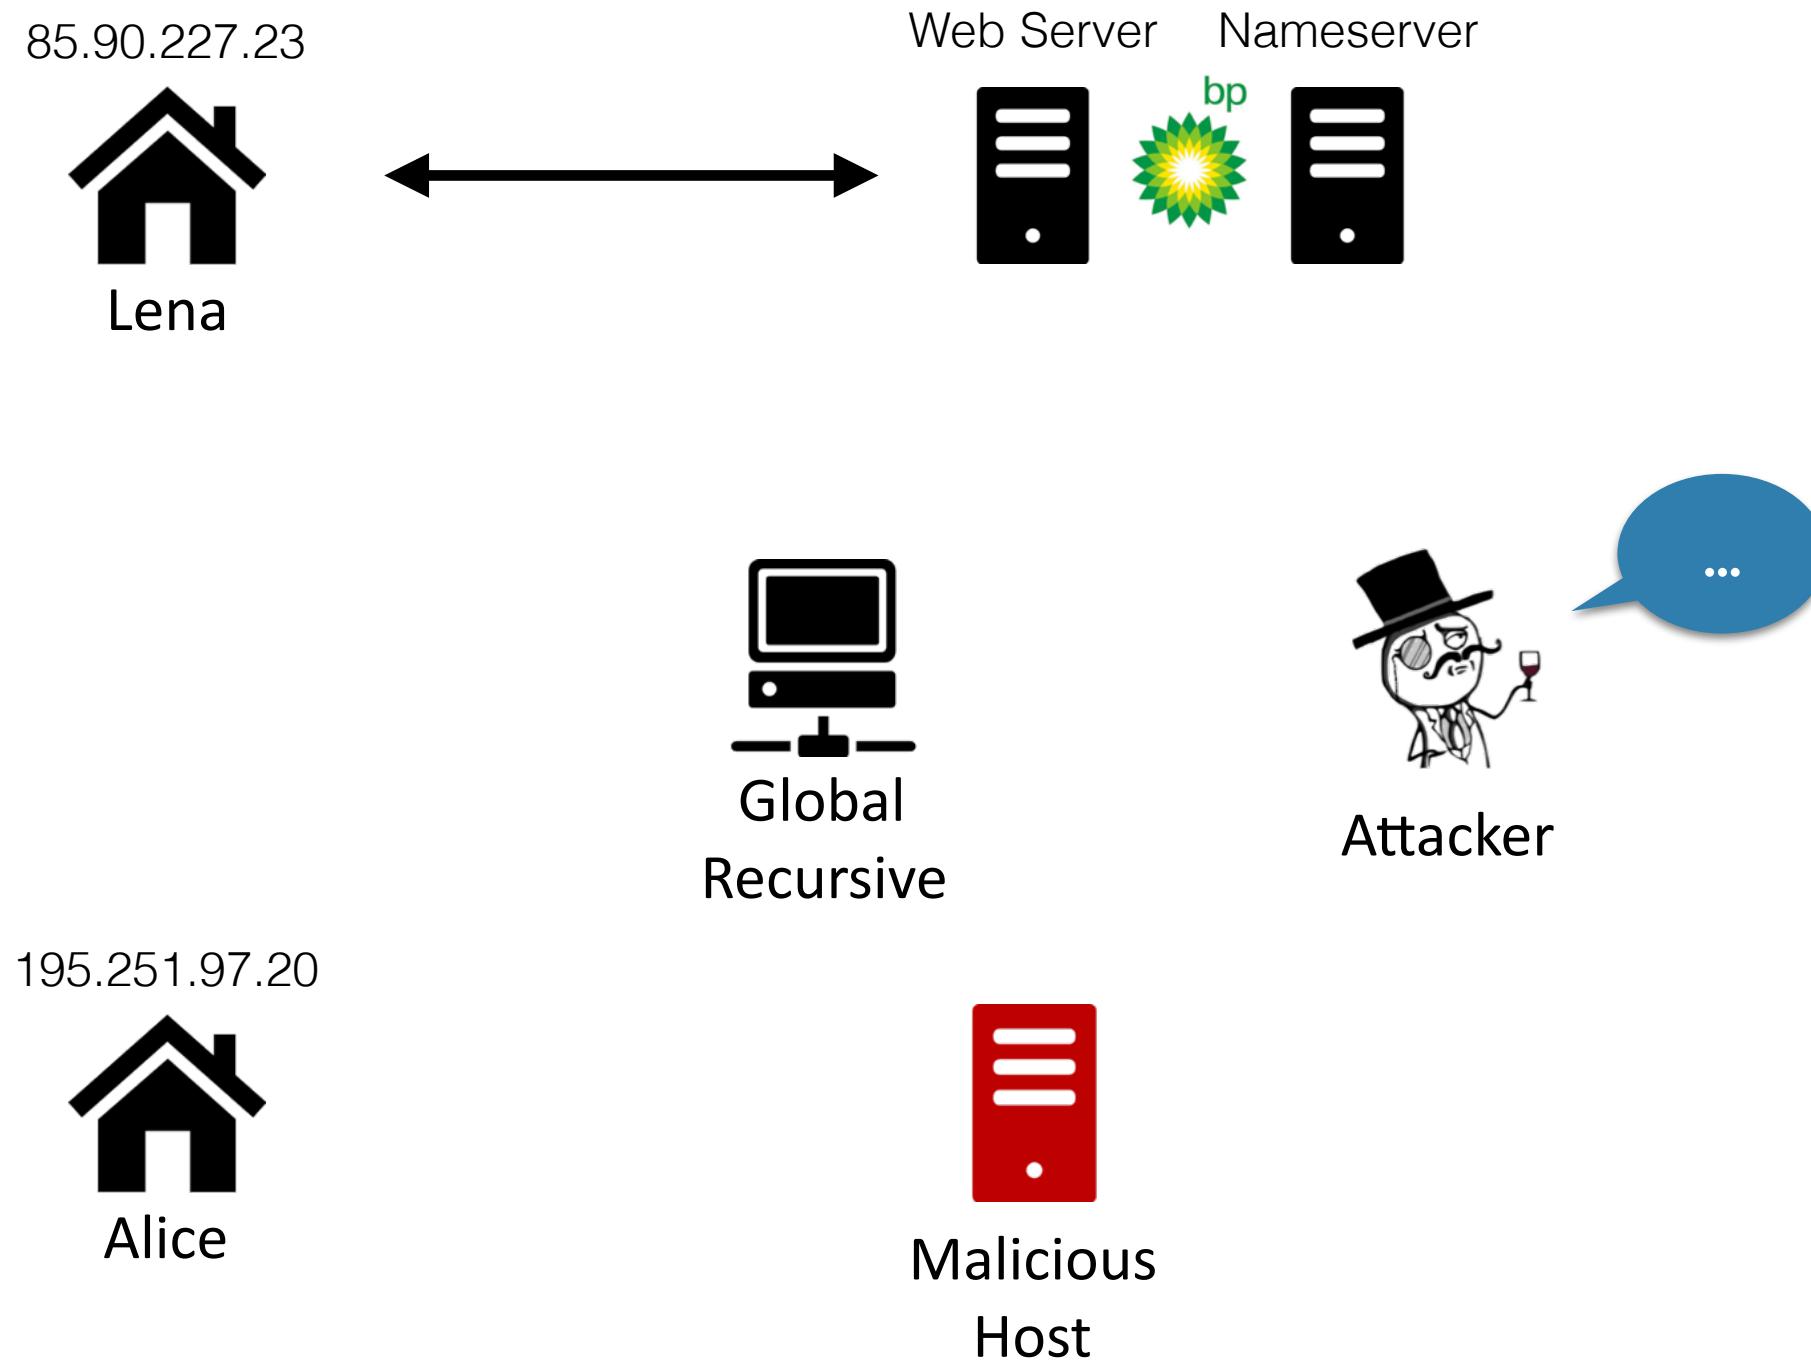 85.90.227.23
Web Server
Nameserver
bp
Lena
...
Global
Recursive
Attacker
195.251.97.20
Alice
Malicious
Host